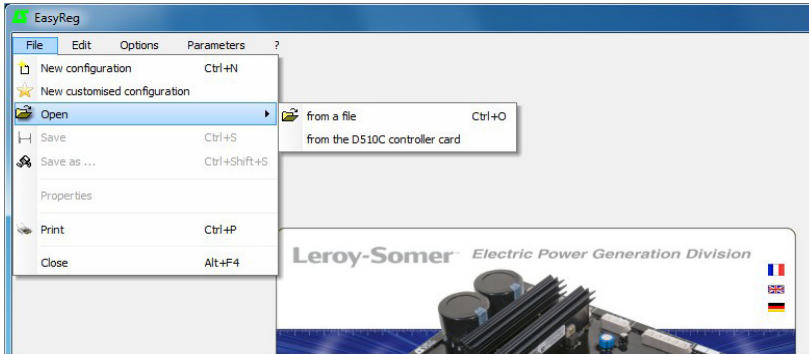 EasyReg
File Edit Options Parameters ?
New configuration Ctrl+N
New customised configuration
Open
from a file Ctrl+O
from the D510C controller card
Save Ctrl+S
Save as ... Ctrl+Shift+S
Properties
Print Ctrl+P
Close Alt+F4
Leroy-Somer Electric Power Generation Division